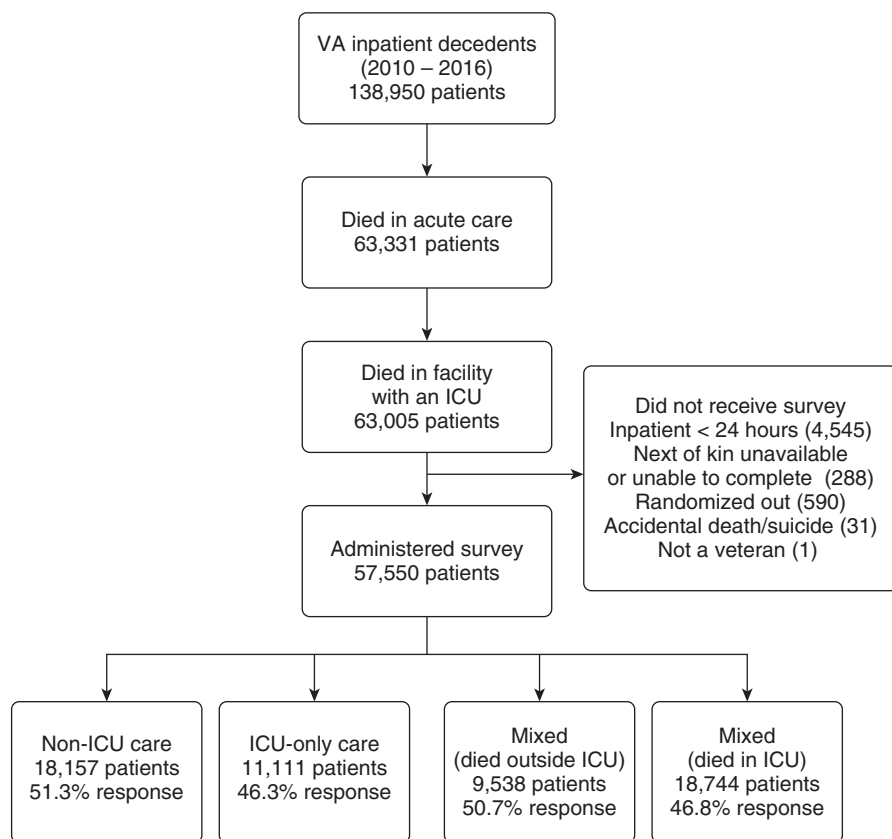 VA inpatient decedents
(2010 – 2016)
138,950 patients
Died in acute care
63,331 patients
Died in facility
with an ICU
63,005 patients
Did not receive survey
Inpatient < 24 hours (4,545)
Next of kin unavailable
or unable to complete (288)
Randomized out (590)
Accidental death/suicide (31)
Not a veteran (1)
Administered survey
57,550 patients
Non-ICU care
18,157 patients
51.3% response
ICU-only care
11,111 patients
46.3% response
Mixed
(died outside ICU)
9,538 patients
50.7% response
Mixed
(died in ICU)
18,744 patients
46.8% response